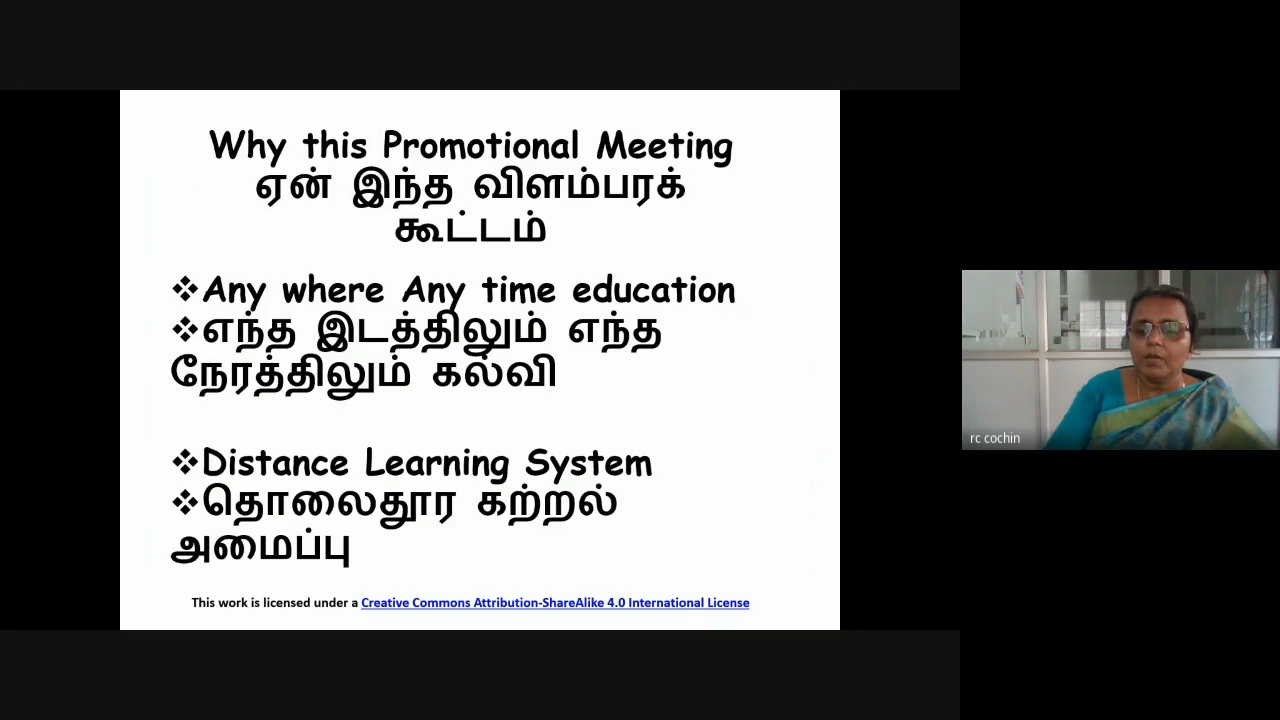 Why this Promotional Meeting
ஏன் இந்த விளம்பரக்
கூட்டம்
❖Any where Any time education
❖எந்த இடத்திலும் எந்த
நேரத்திலும் கல்வி
❖Distance Learning System
❖தொலைதூர கற்றல்
அமைப்பு
This work is licensed under a Creative Commons Attribution-ShareAlike 4.0 International License
rc cochin